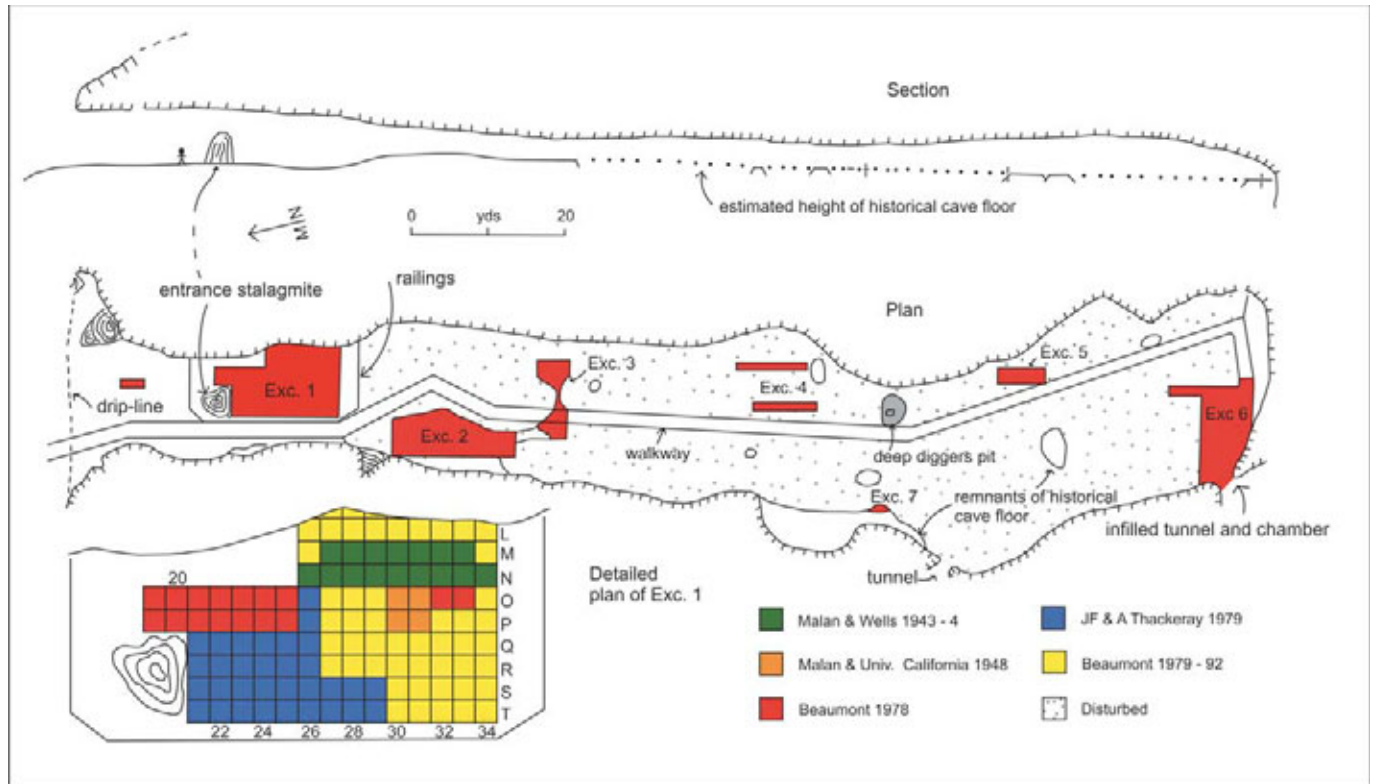 Section
estimated height of historical cave floor
NW
0 yds 20
entrance stalagmite
railings
Plan
drip-line
Exc. 1
Exc. 2
Exc. 3
Exc. 4
Exc. 5
Exc 6
walkway
deep diggers pit
Exc. 7
remnants of historical
cave floor
infilled tunnel and chamber
tunnel
Detailed
plan of Exc. 1
20
L
M
N
O
P
Q
R
S
T
22 24 26 28 30 32 34
Malan & Wells 1943 - 4
Malan & Univ. California 1948
Beaumont 1978
JF & A Thackeray 1979
Beaumont 1979 - 92
Disturbed